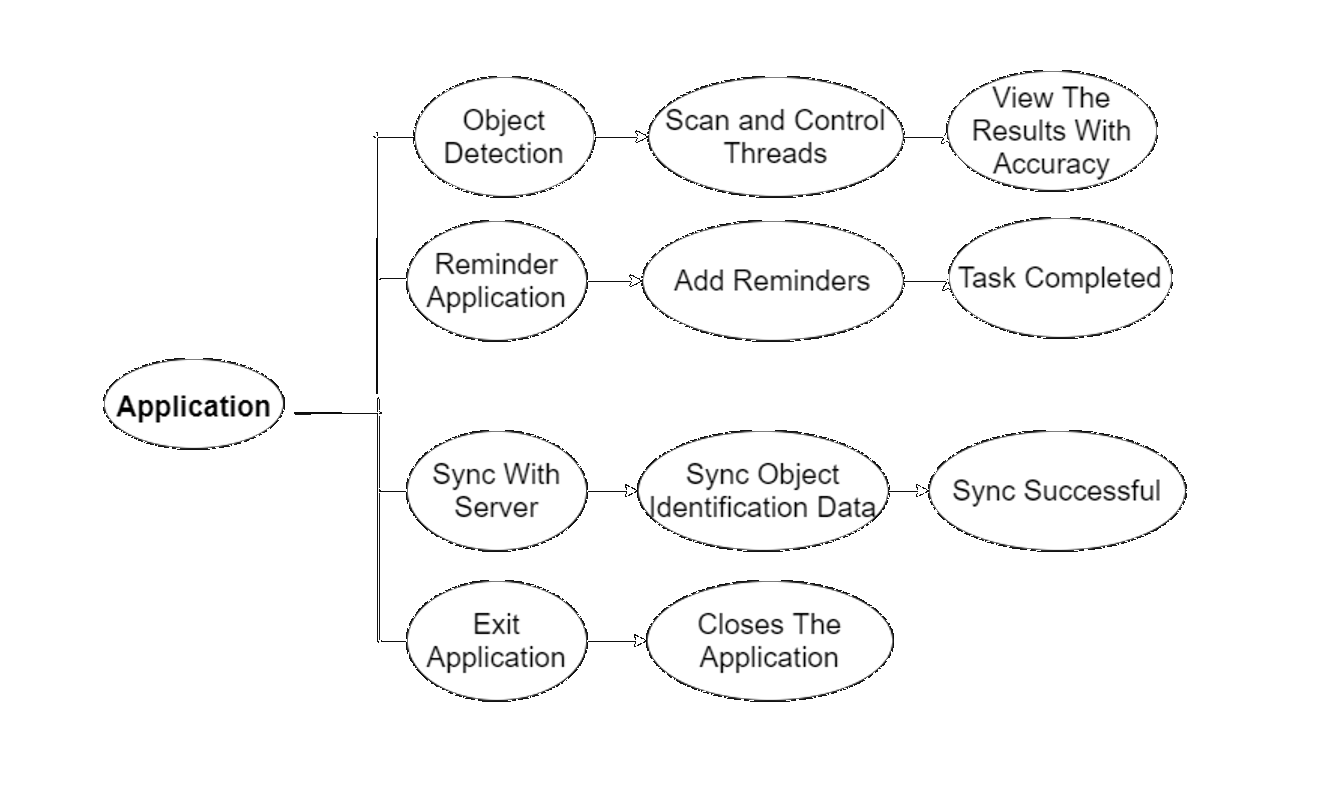 Object
Detection
Scan and Control
Threads
View The
Results With
Accuracy
Reminder
Application
Add Reminders
Task Completed
Application
Sync With
Server
Sync Object
Identification Data
Sync Successful
Exit
Application
Closes The
Application